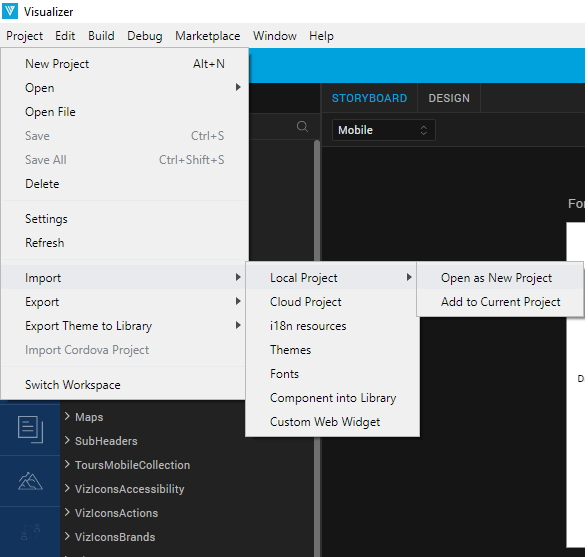 Visualizer
Project Edit Build Debug Marketplace Window Help
New Project Alt+N
Open
Open File
Save Ctrl+S
Save All Ctrl+Shift+S
Delete
Settings
Refresh
Import
Export
Export Theme to Library
Import Cordova Project
Switch Workspace
Local Project
Cloud Project
i18n resources
Themes
Fonts
Component into Library
Custom Web Widget
Open as New Project
Add to Current Project
STORYBOARD DESIGN
Mobile
For
D
Maps
SubHeaders
ToursMobileCollection
VizIconsAccessibility
VizIconsActions
VizIconsBrands